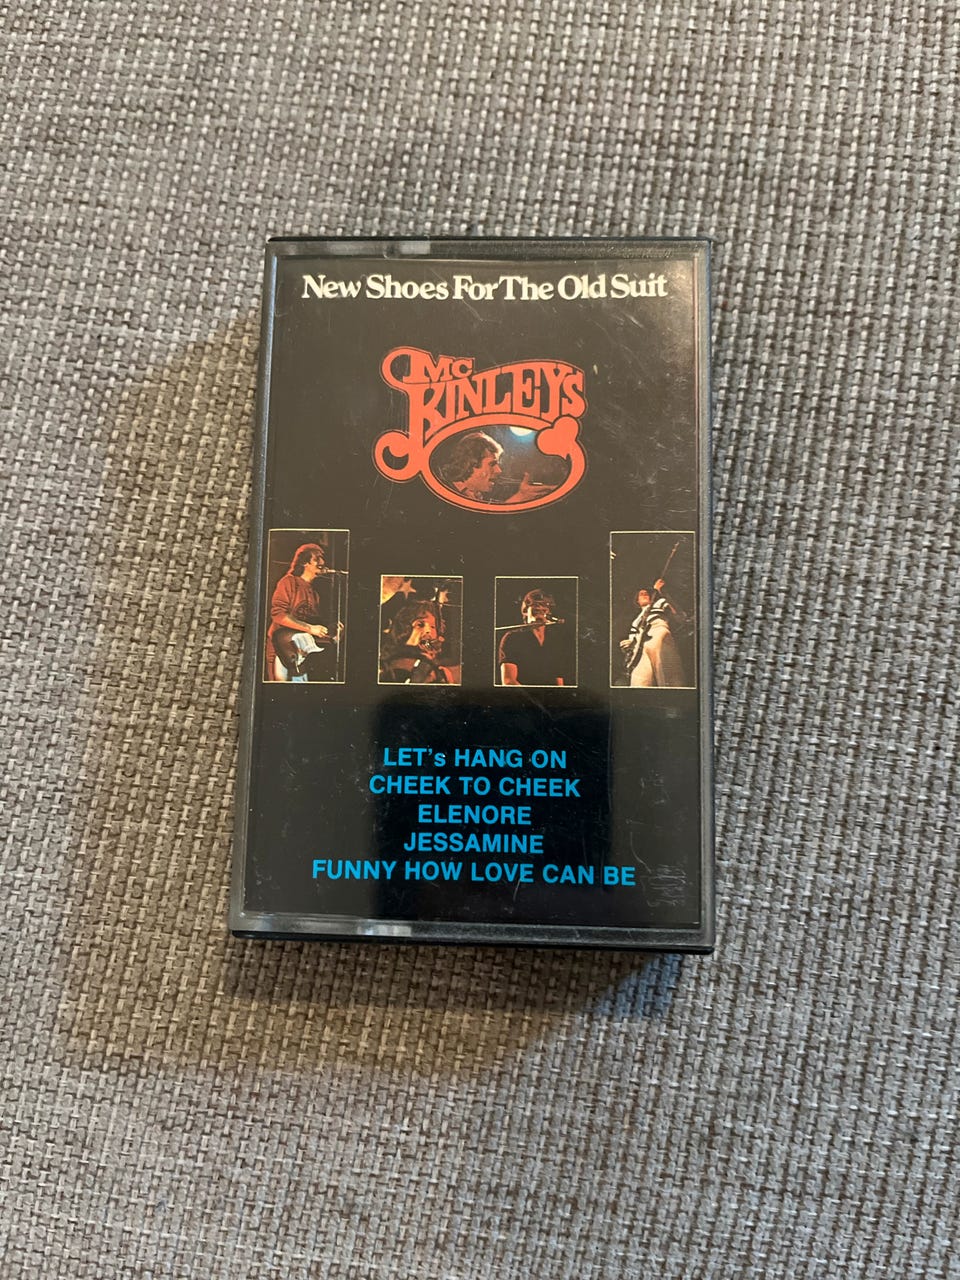 New Shoes For The Old Suit
Mc
KINLEYS
LET's HANG ON
CHEEK TO CHEEK
ELENORE
JESSAMINE
FUNNY HOW LOVE CAN BE